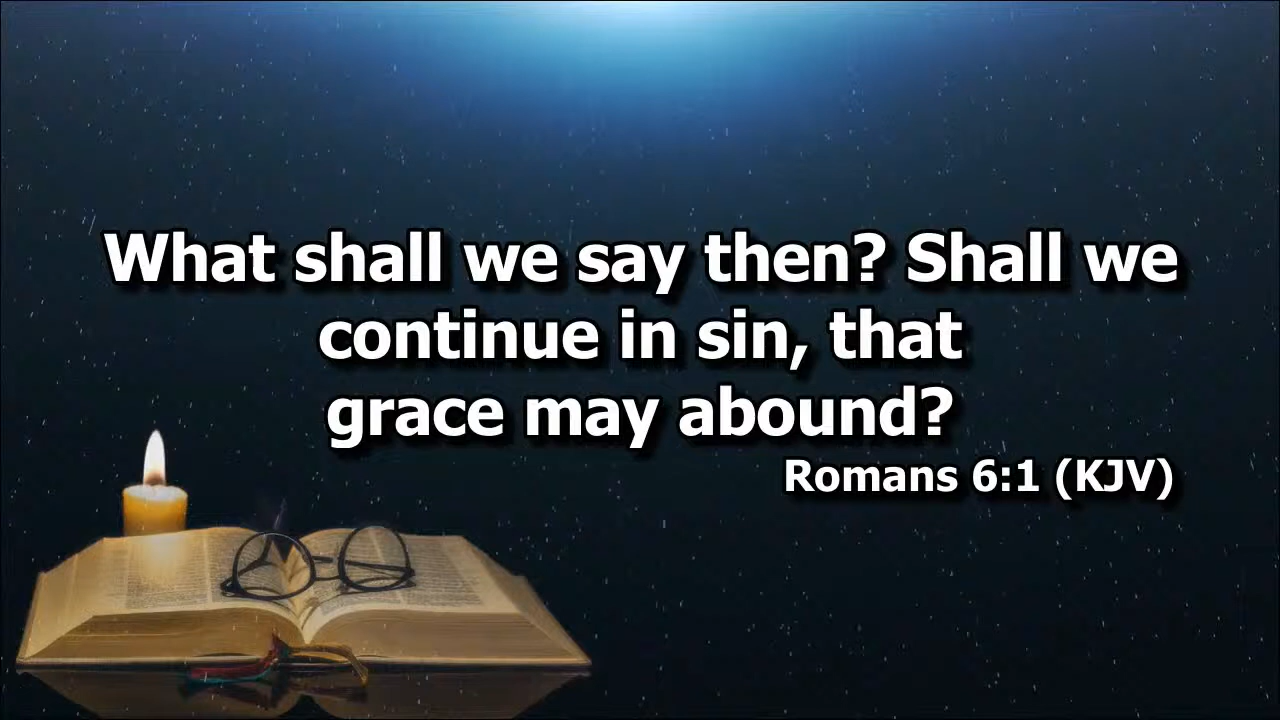 What shall we say then? Shall we
continue in sin, that
grace may abound?
Romans 6:1 (KJV)